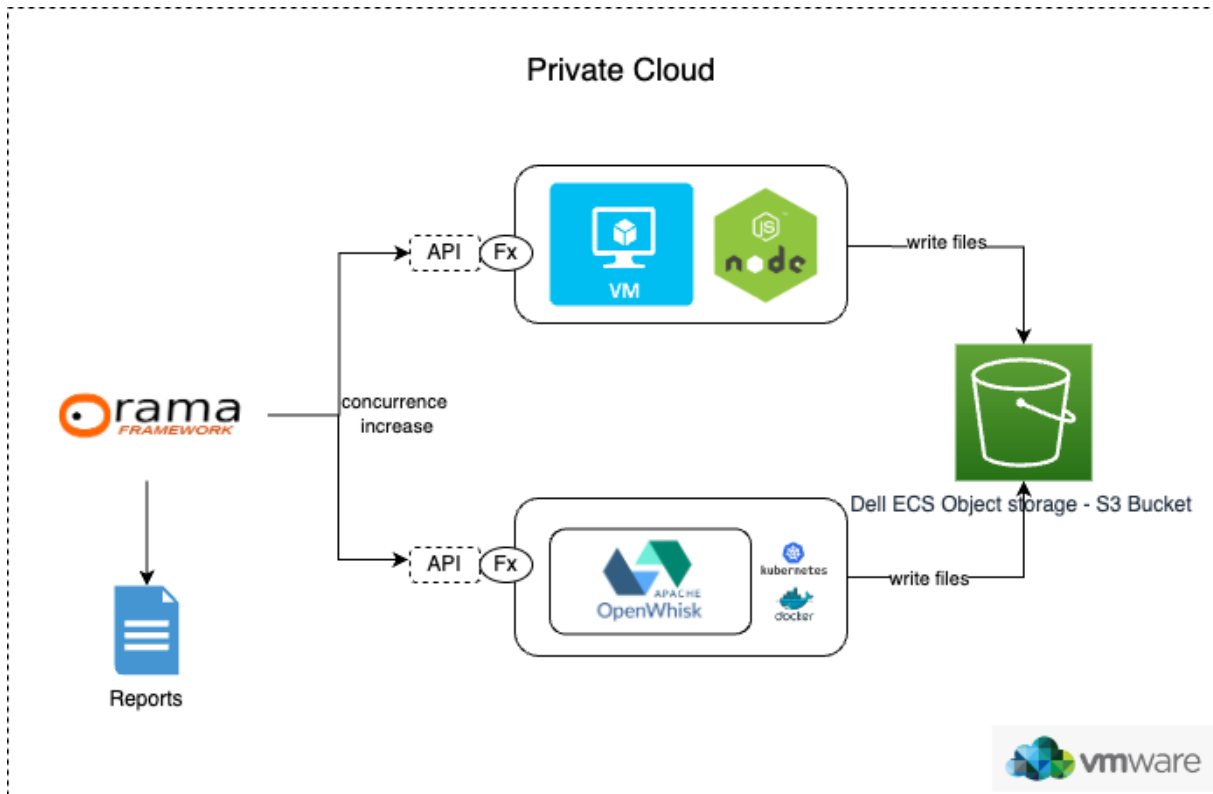 Private Cloud
API
Fx
VM
JS
node
write files
Orama
FRAMEWORK
concurrence
increase
Dell ECS Object storage - S3 Bucket
API
Fx
APACHE
OpenWhisk
kubernetes
docker
write files
Reports
vmware